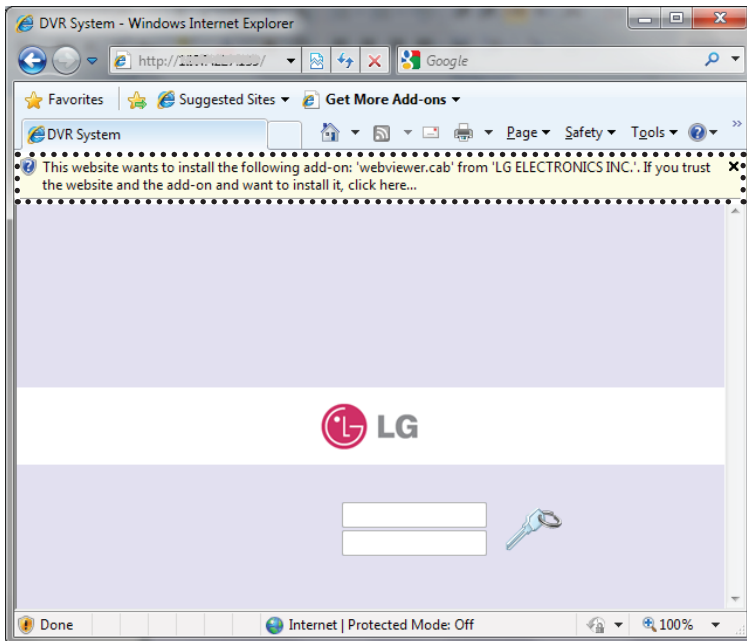 DVR System - Windows Internet Explorer
http:// /
Google
Favorites Suggested Sites Get More Add-ons
DVR System Page Safety Tools
This website wants to install the following add-on: 'webviewer.cab' from 'LG ELECTRONICS INC.'. If you trust
the website and the add-on and want to install it, click here...
LG
Done Internet | Protected Mode: Off 100%